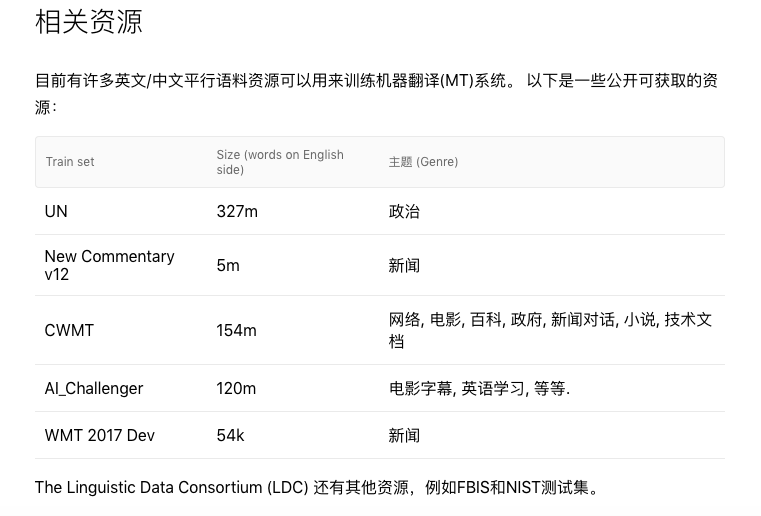 相关资源
目前有许多英文/中文平行语料资源可以用来训练机器翻译(MT)系统。 以下是一些公开可获取的资
源：
Train set
Size (words on English
side)
主题 (Genre)
UN
327m
政治
New Commentary
v12
5m
新闻
CWMT
154m
网络, 电影, 百科, 政府, 新闻对话, 小说, 技术文
档
AI_Challenger
120m
电影字幕, 英语学习, 等等.
WMT 2017 Dev
54k
新闻
The Linguistic Data Consortium (LDC) 还有其他资源，例如FBIS和NIST测试集。